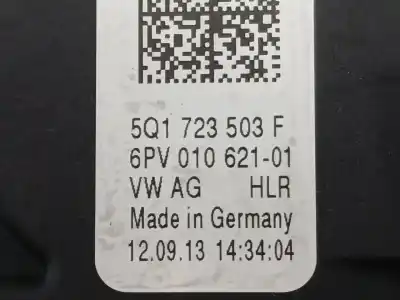 5Q1 723 503 F
6PV 010 621-01
VW AG HLR
Made in Germany
12.09.13 14:34:04